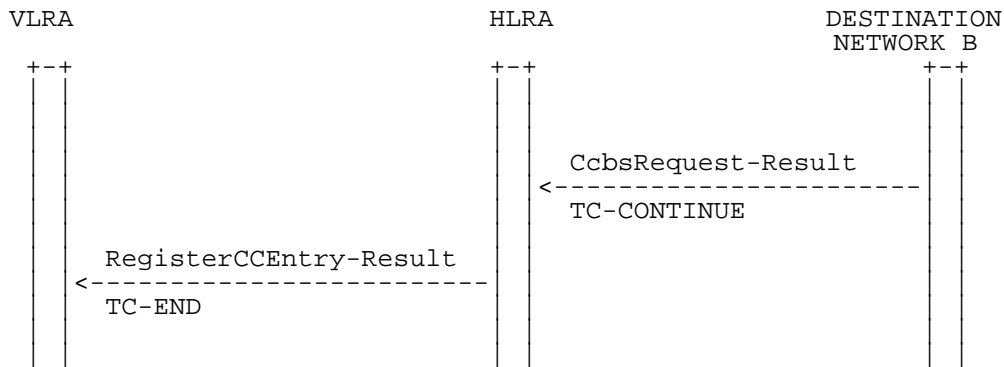 VLRA HLRA DESTINATION
NETWORK B
CcbsRequest-Result
TC-CONTINUE
RegisterCCEntry-Result
TC-END